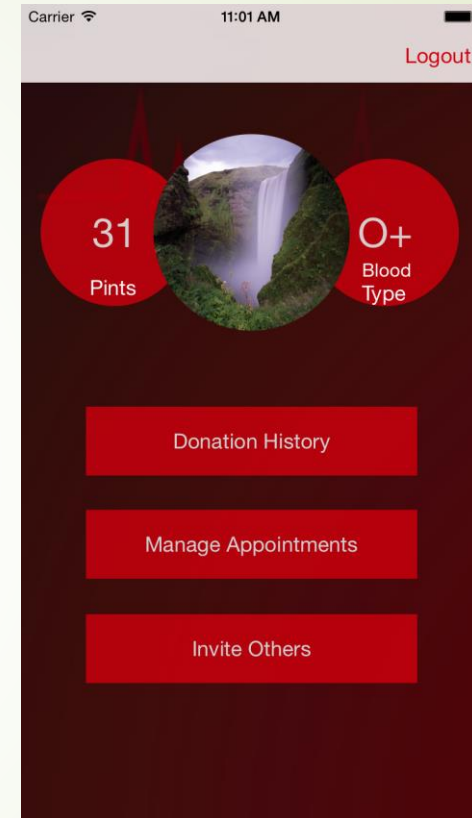 Carrier 11:01 AM
Logout
31
Pints
O+
Blood
Type
Donation History
Manage Appointments
Invite Others